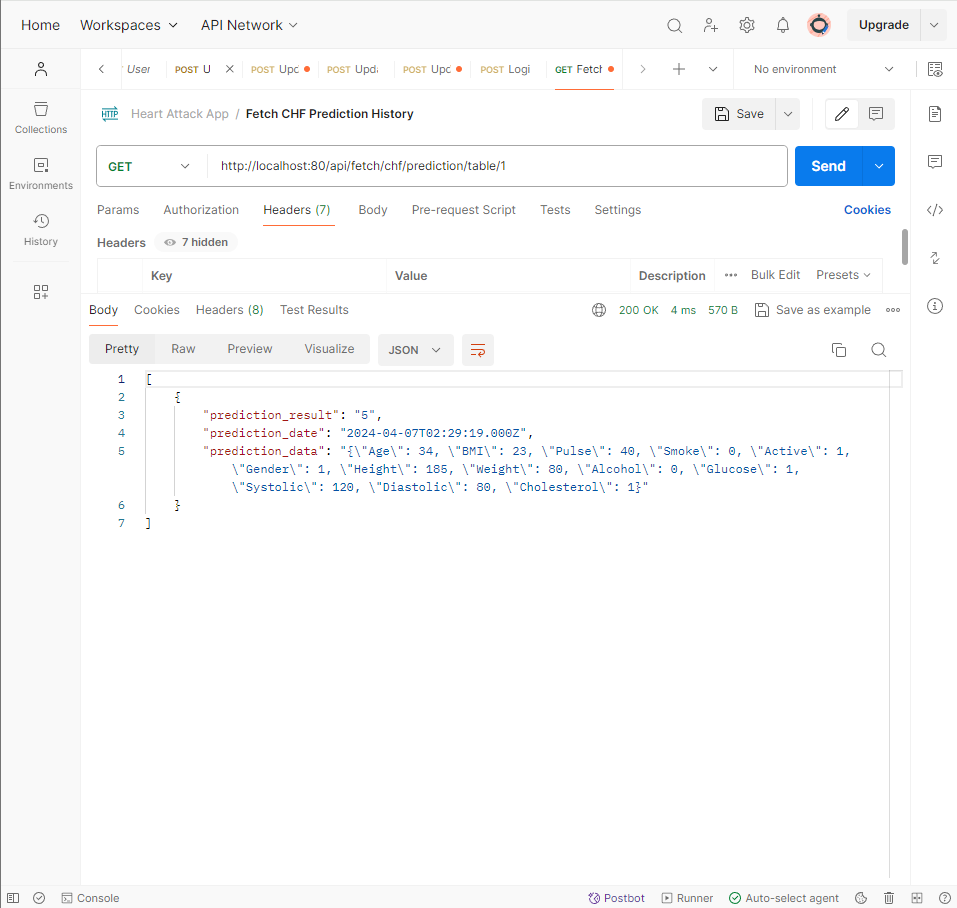 Home Workspaces API Network Upgrade
User POST U POST Upc POST Upd POST Upc POST Logi GET Fetch No environment
Heart Attack App / Fetch CHF Prediction History Save
HTTP
GET http://localhost:80/api/fetch/chf/prediction/table/1 Send
Params Authorization Headers (7) Body Pre-request Script Tests Settings Cookies
Headers 7 hidden
Key Value Description Bulk Edit Presets
Body Cookies Headers (8) Test Results 200 OK 4 ms 570 B Save as example
Pretty Raw Preview Visualize JSON
1 [
2 {
3 "prediction_result": "5",
4 "prediction_date": "2024-04-07T02:29:19.000Z",
5 "prediction_data": "{\"Age\": 34, \"BMI\": 23, \"Pulse\": 40, \"Smoke\": 0, \"Active\": 1,
\"Gender\": 1, \"Height\": 185, \"Weight\": 80, \"Alcohol\": 0, \"Glucose\": 1,
\"Systolic\": 120, \"Diastolic\": 80, \"Cholesterol\": 1}"
6 }
7 ]
Collections
Environments
History
Console Postbot Runner Auto-select agent